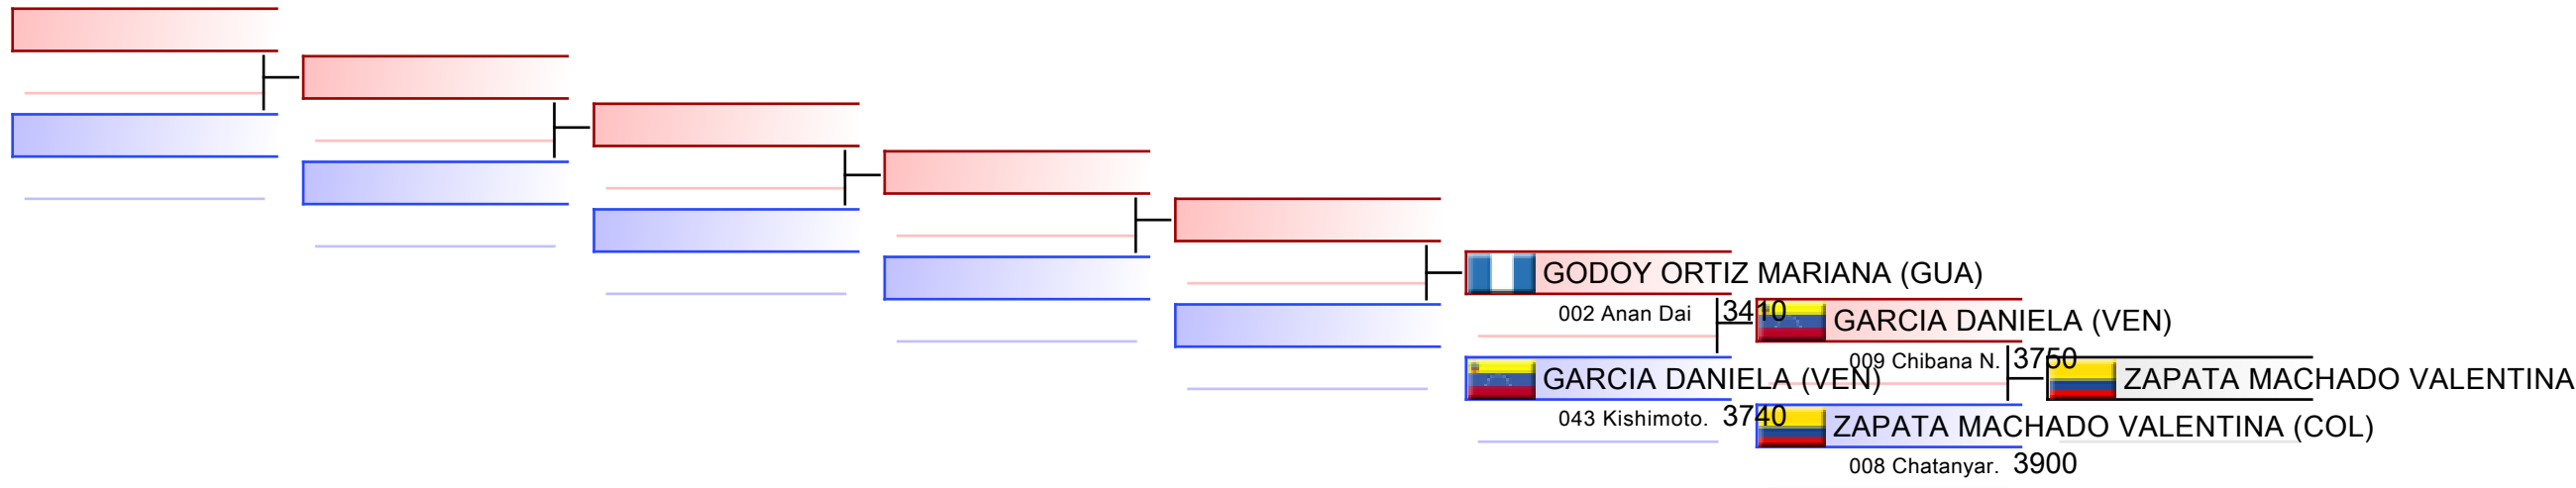 GODOY ORTIZ MARIANA (GUA)
002 Anan Dai 3410
GARCIA DANIELA (VEN)
043 Kishimoto. 3740
GARCIA DANIELA (VEN)
009 Chibana N. 3750
ZAPATA MACHADO VALENTINA (COL)
008 Chatanyar. 3900
ZAPATA MACHADO VALENTINA